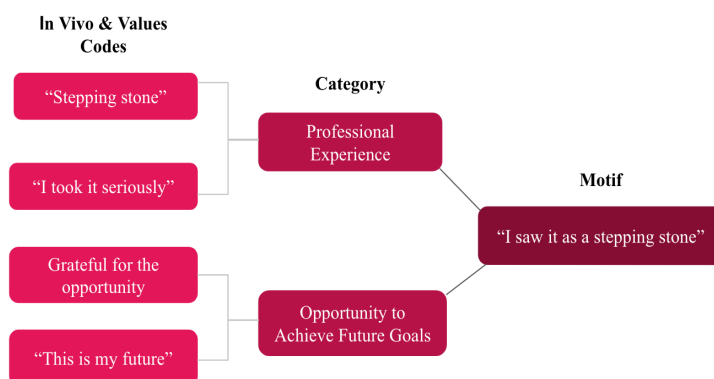 In Vivo & Values
Codes
“Stepping stone”
“I took it seriously”
Grateful for the
opportunity
“This is my future”
Category
Professional
Experience
Opportunity to
Achieve Future Goals
Motif
“I saw it as a stepping stone”